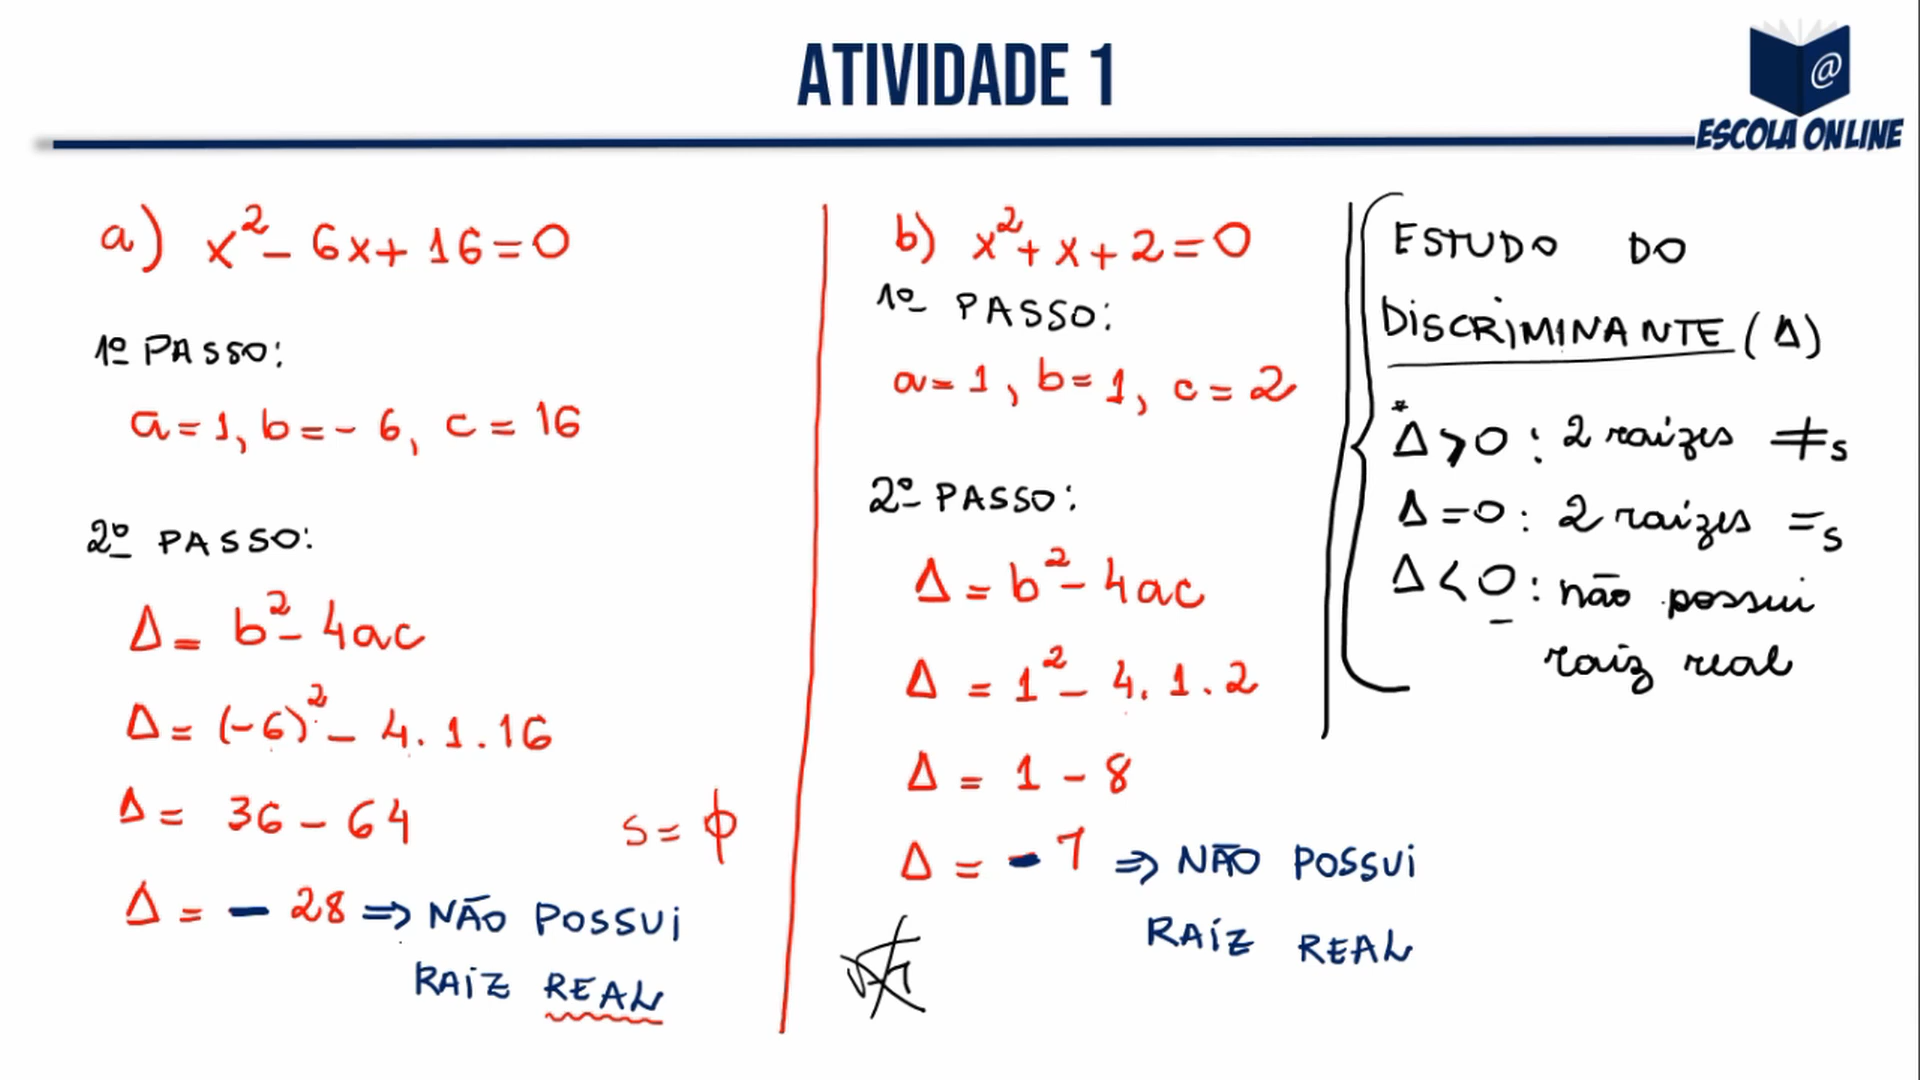 ATIVIDADE 1
@
ESCOLA ONLINE
a) x² - 6x + 16 = 0
1º PASSO:
a = 1, b = - 6, c = 16
2º PASSO:
Δ = b² - 4ac
Δ = (-6)² - 4. 1. 16
Δ = 36 - 64
s = ϕ
Δ = - 28 => NÃO POSSUI
RAIZ REAL
b) x² + x + 2 = 0
1º PASSO:
a = 1, b = 1, c = 2
2º PASSO:
Δ = b² - 4ac
Δ = 1² - 4. 1. 2
Δ = 1 - 8
Δ = - 7 => NÃO POSSUI
RAÍZ REAL
ESTUDO DO
DISCRIMINANTE (Δ)
*
Δ > 0 : 2 raizes ≠s
Δ = 0 : 2 raizes =s
Δ < 0 : não possui
raiz real